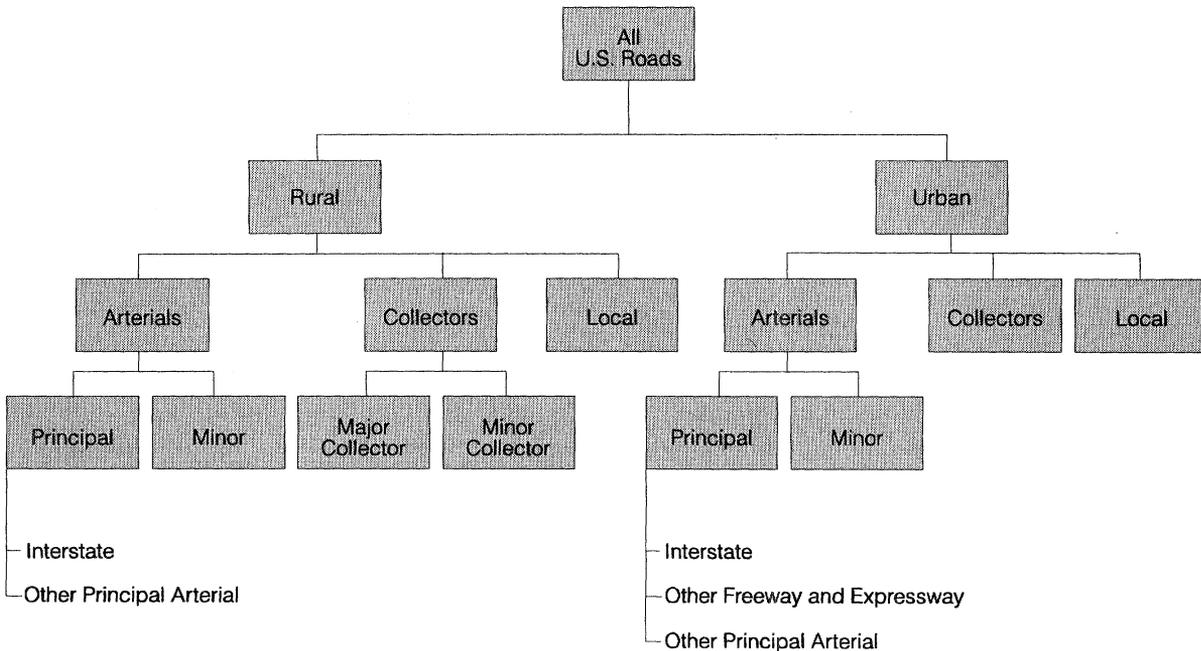 All
U.S. Roads
Rural
Urban
Arterials
Collectors
Local
Arterials
Collectors
Local
Principal
Minor
Major
Collector
Minor
Collector
Principal
Minor
Interstate
Other Principal Arterial
Interstate
Other Freeway and Expressway
Other Principal Arterial